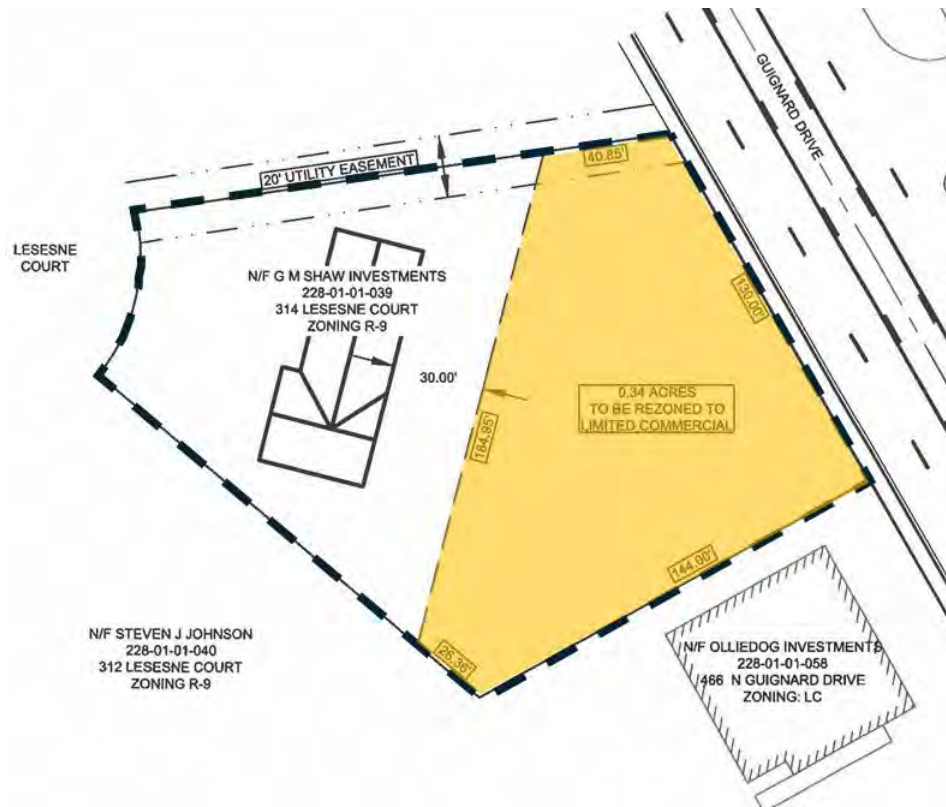 GUIGNARD DRIVE
40.85'
20' UTILITY EASEMENT
LESESNE
COURT
N/F G M SHAW INVESTMENTS
228-01-01-039
314 LESESNE COURT
ZONING R-9
130.00'
30.00'
0.34 ACRES
TO BE REZONED TO
LIMITED COMMERCIAL
184.95'
144.00'
N/F STEVEN J JOHNSON
228-01-01-040
312 LESESNE COURT
ZONING R-9
26.36'
N/F OLLIEDOG INVESTMENTS
228-01-01-058
466 N GUIGNARD DRIVE
ZONING: LC